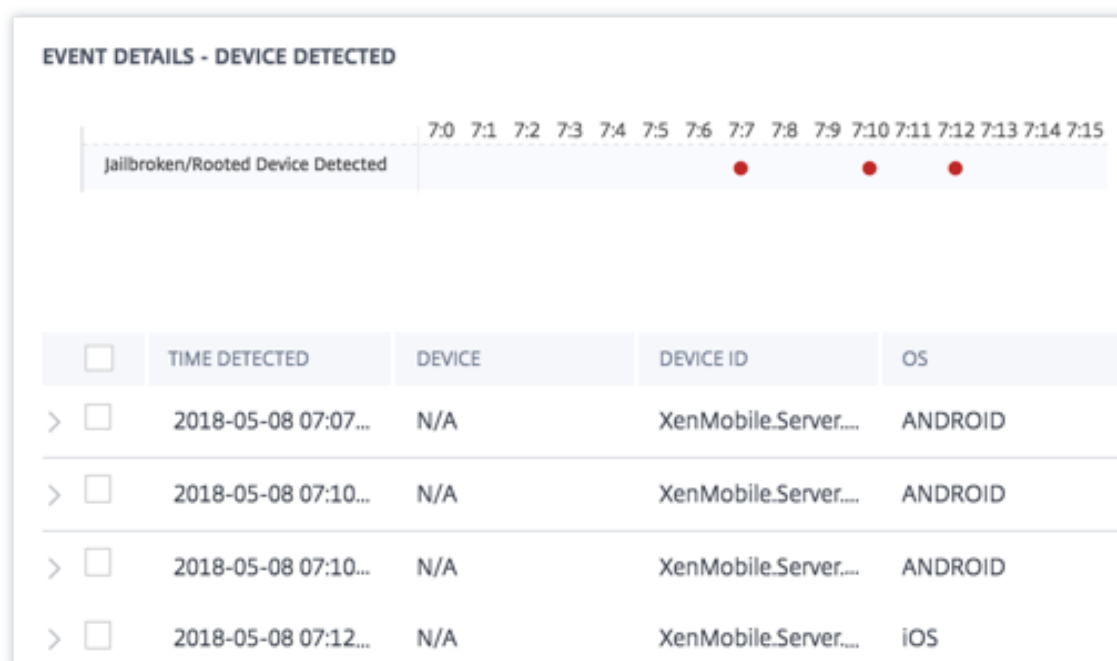 EVENT DETAILS - DEVICE DETECTED
7:0 7:1 7:2 7:3 7:4 7:5 7:6 7:7 7:8 7:9 7:10 7:11 7:12 7:13 7:14 7:15
Jailbroken/Rooted Device Detected
TIME DETECTED DEVICE DEVICE ID OS
2018-05-08 07:07... N/A XenMobile.Server.... ANDROID
2018-05-08 07:10... N/A XenMobile.Server.... ANDROID
2018-05-08 07:10... N/A XenMobile.Server.... ANDROID
2018-05-08 07:12... N/A XenMobile.Server.... iOS